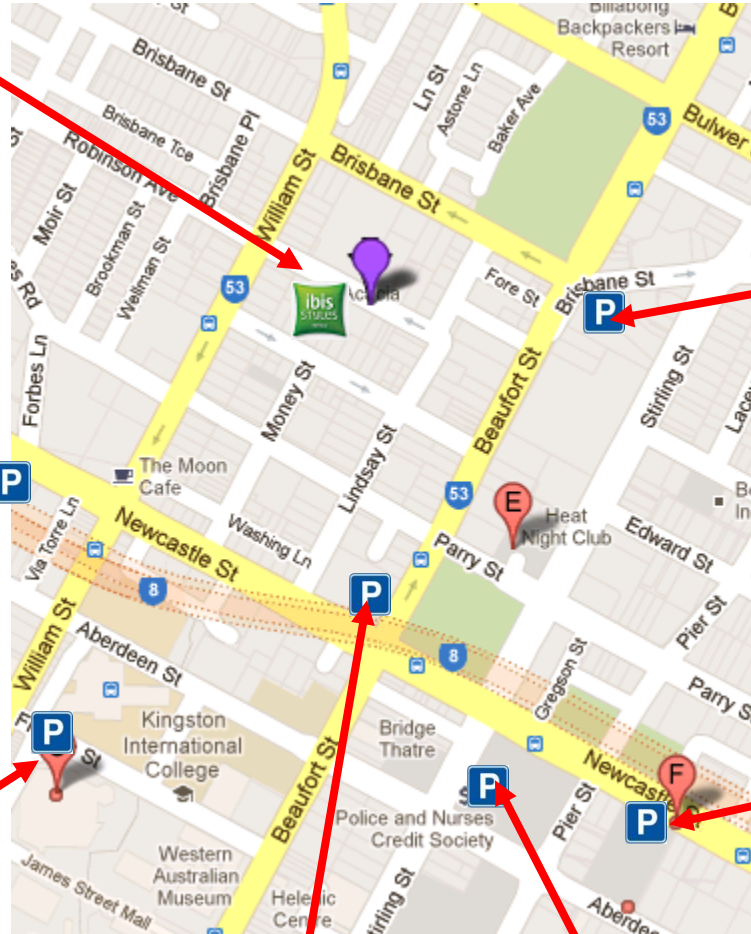 Billabong
Backpackers
Resort
Brisbane St
Ln St
Astone Ln
Baker Ave
53
Bulwer
Brisbane Tce
Robinson Ave
Brisbane Pl
William St
Brisbane St
Moir St
Brookman St
Wellman St
53
ibis
STYLES
Acacia
Fore St
Brisbane St
P
Forbes Ln
Money St
Lindsay St
Beaufort St
Stirling St
The Moon
Cafe
P
53
E
Heat
Night Club
Via Torre Ln
Newcastle St
Washing Ln
Parry St
Edward St
8
P
Pier St
William St
Aberdeen St
8
Gregson St
Parry S
P
St
Kingston
International
College
Bridge
Thatre
Newcastle St
F
Beaufort St
P
Police and Nurses
Credit Society
Pier St
P
James Street Mall
Western
Australian
Museum
Hellenic
Centre
tirling St
Aberdee